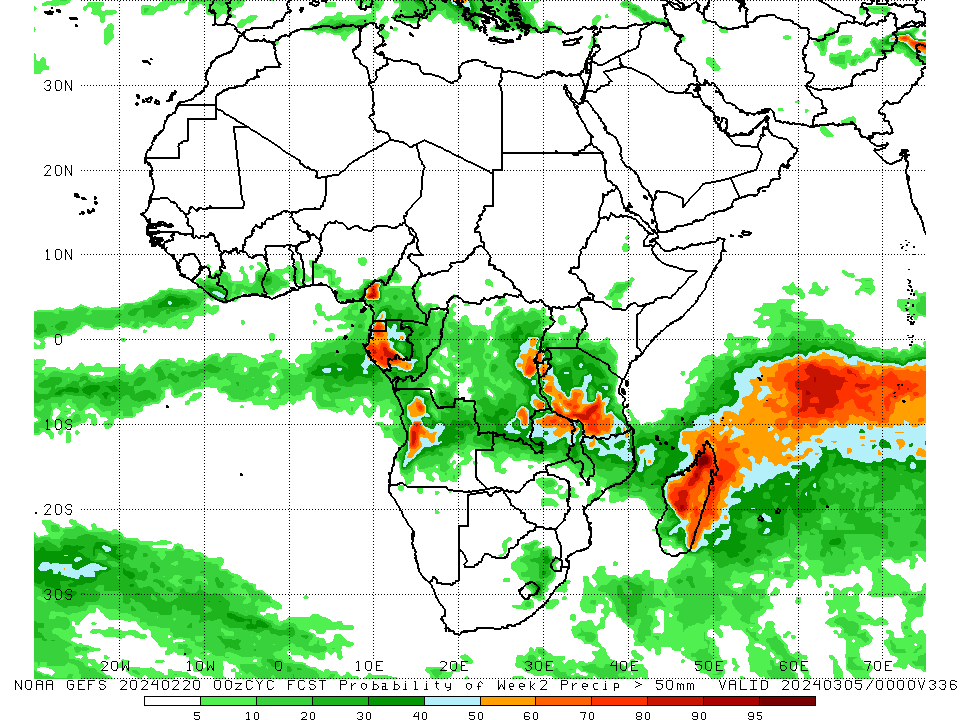 30N
20N
10N
0
10S
20S
30S
20W 10W 0 10E 20E 30E 40E 50E 60E 70E
NOAA GEFS 20240220 00zCYC FCST Probability of Week2 Precip > 50mm VALID 20240305/0000V336
5 10 20 30 40 50 60 70 80 90 95